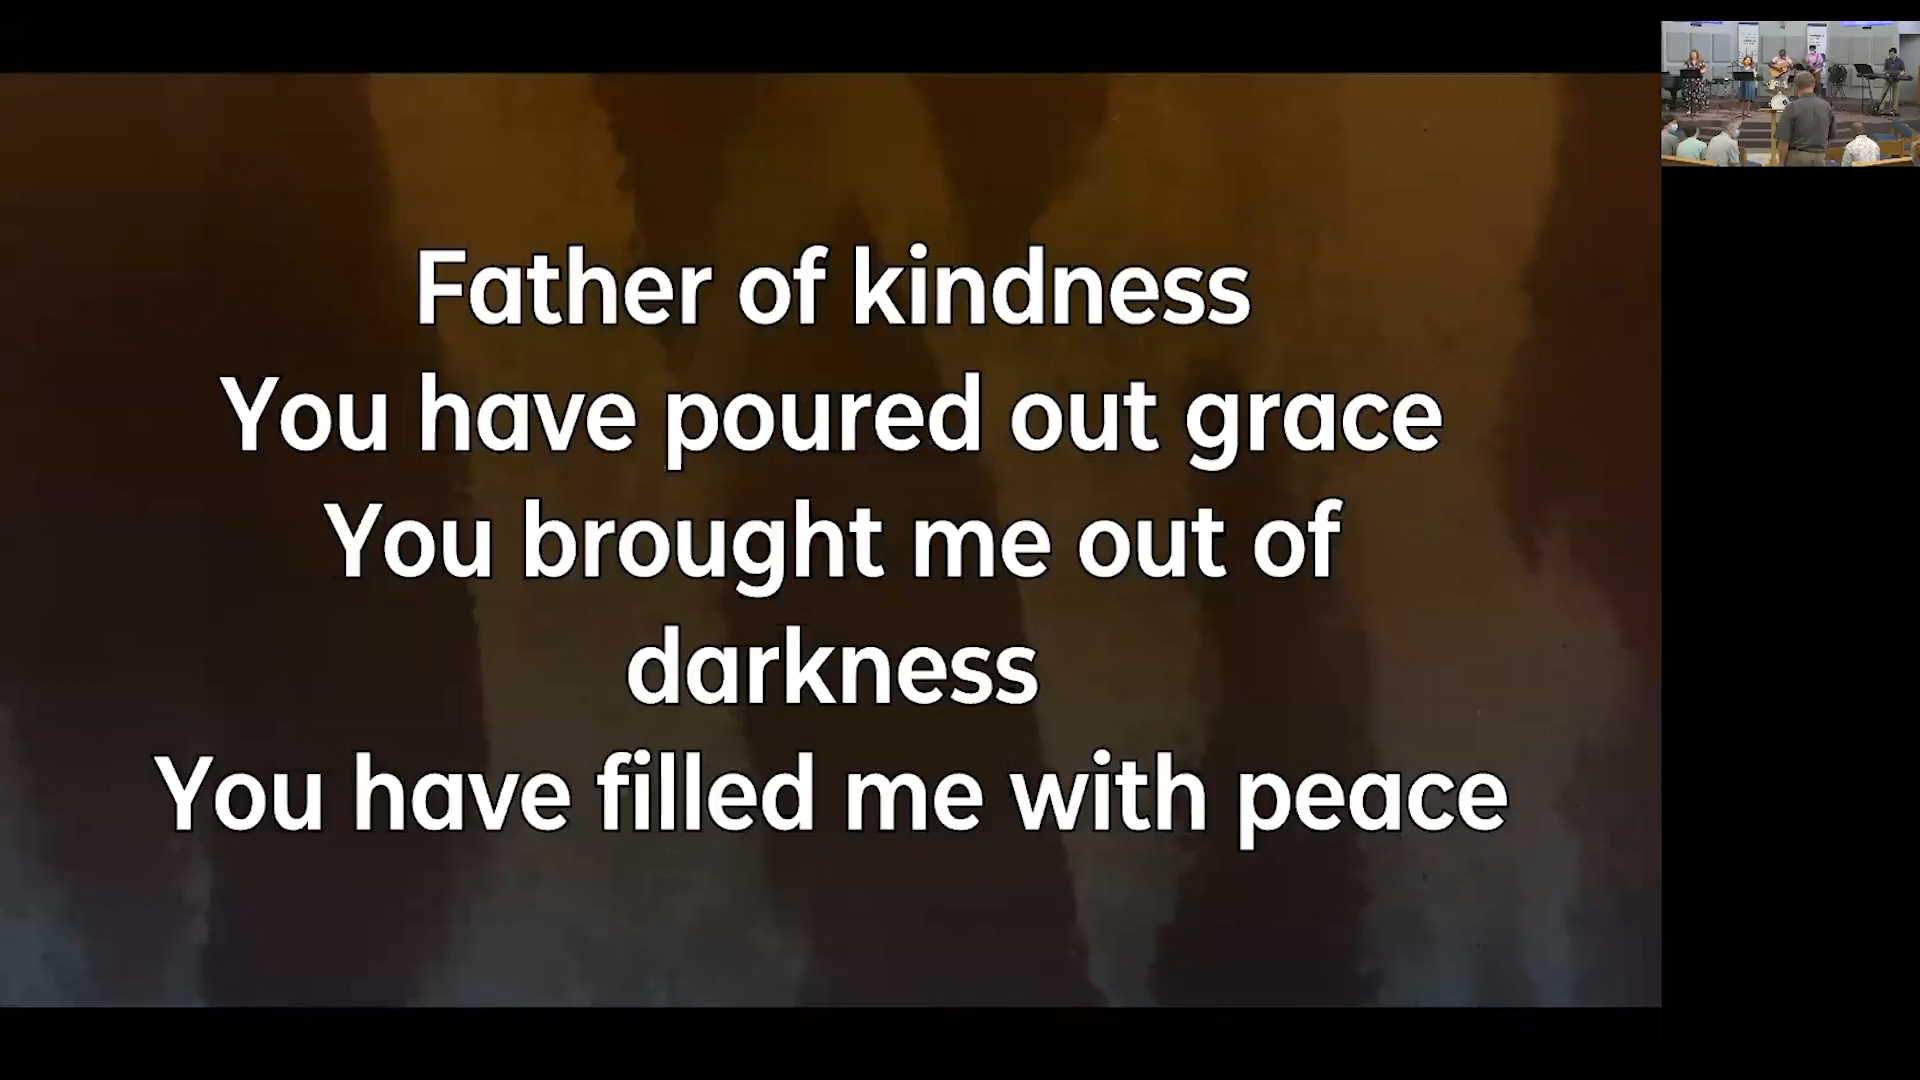 Father of kindness
You have poured out grace
You brought me out of
darkness
You have filled me with peace